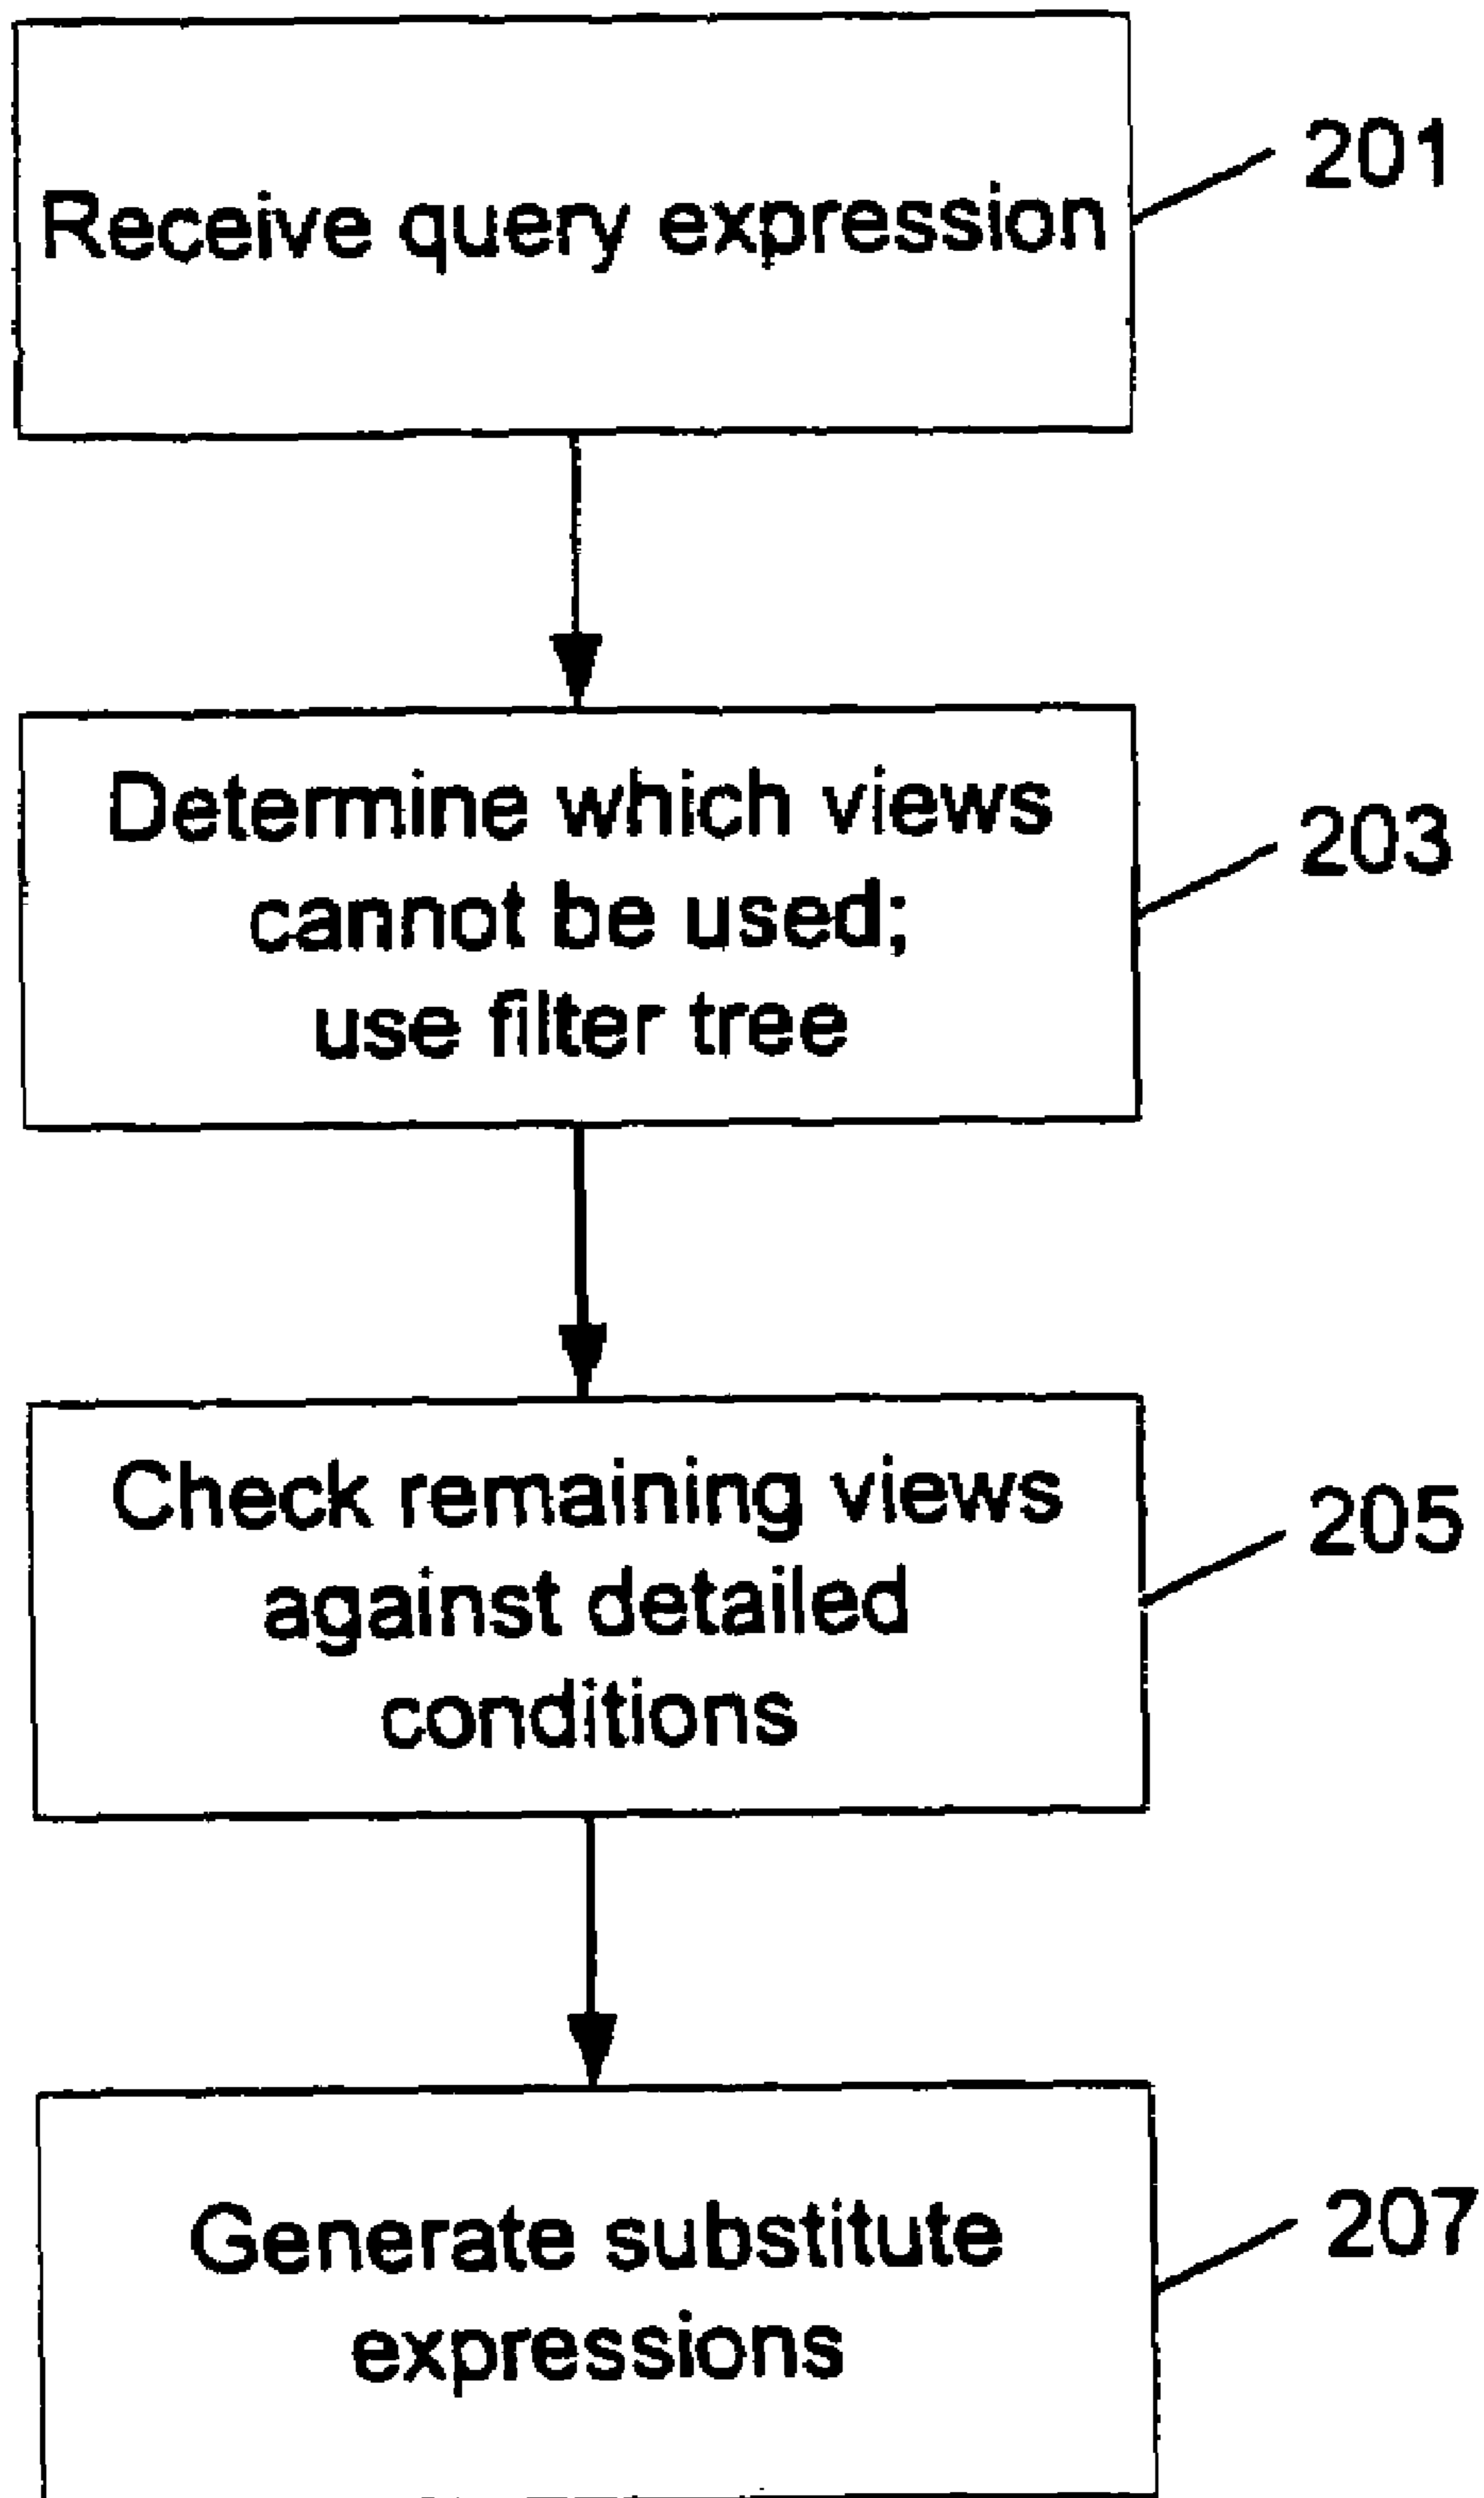 Receive query expression
201
Determine which views
cannot be used;
use filter tree
203
Check remaining views
against detailed
conditions
205
Generate substitute
expressions
207